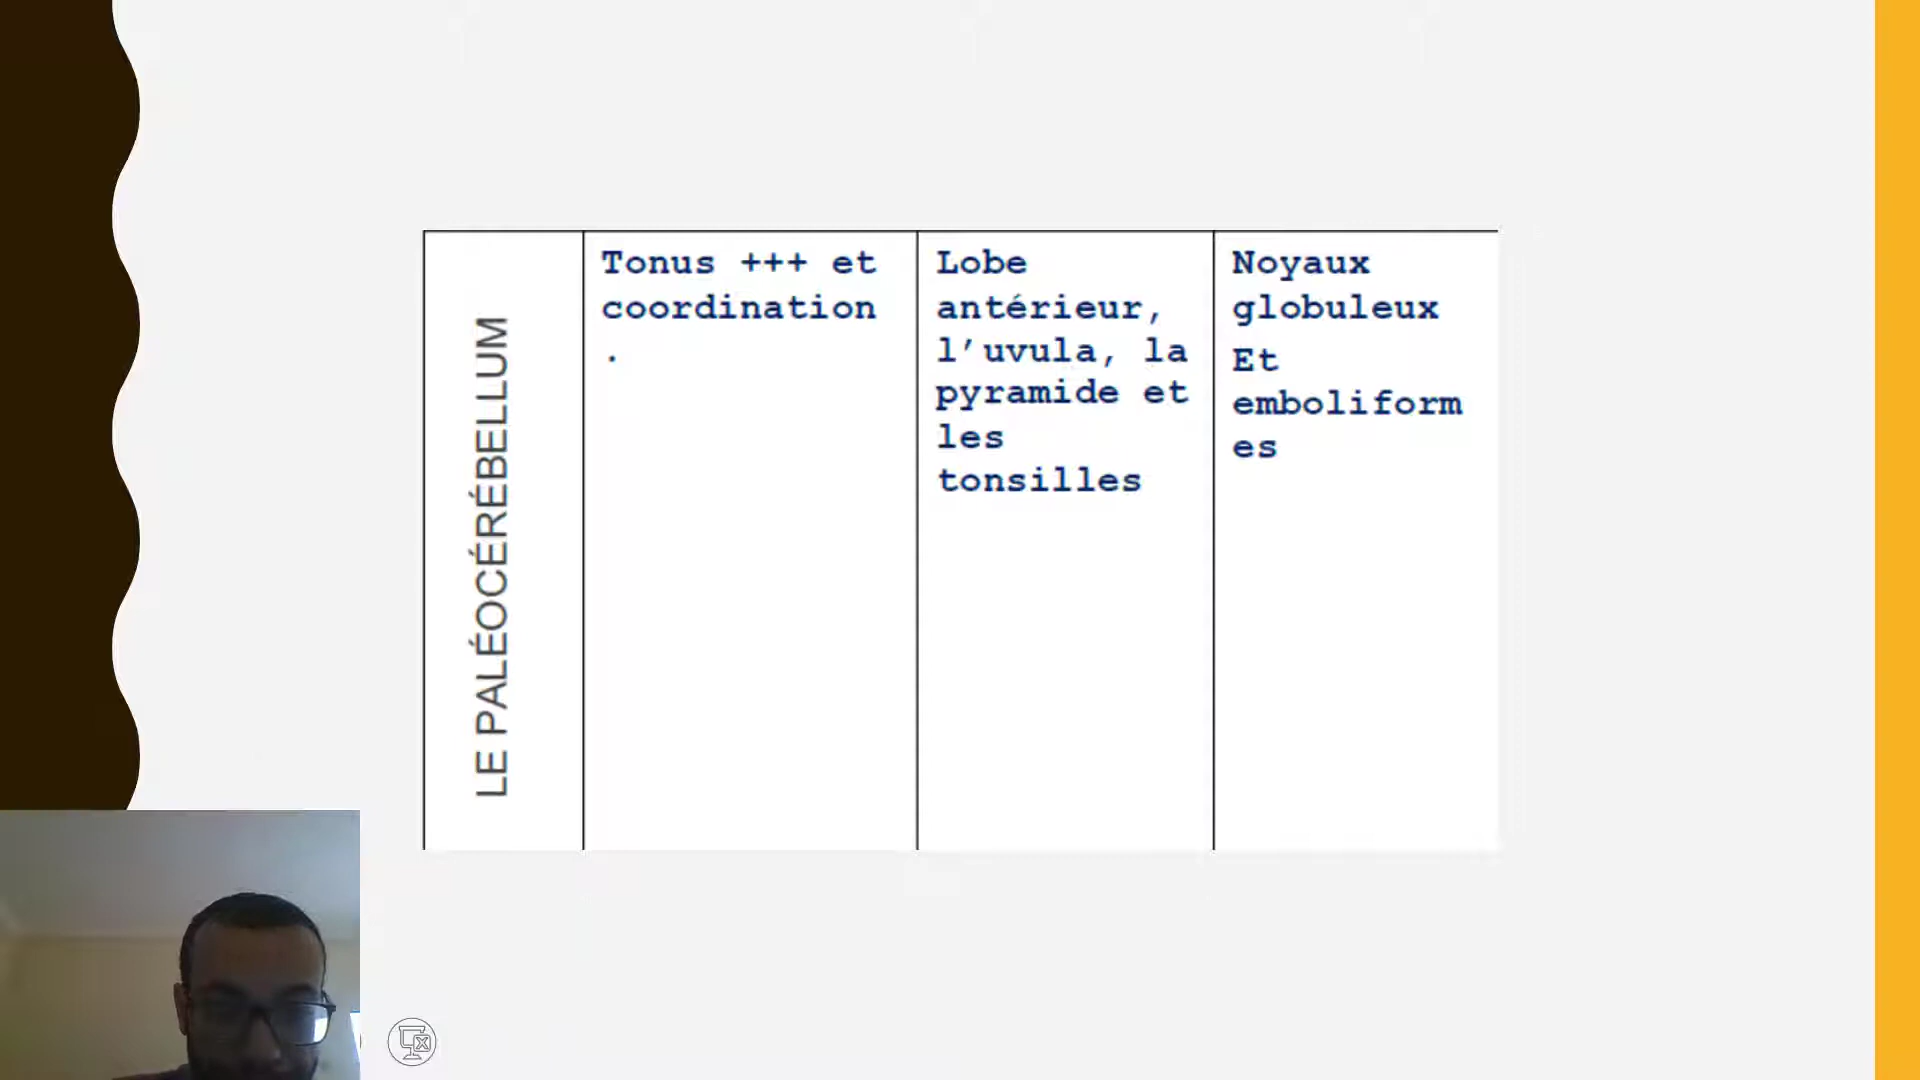 LE PALÉOCÉRÉBELLUM
Tonus +++ et
coordination
.
Lobe
antérieur,
l’uvula, la
pyramide et
les
tonsilles
Noyaux
globuleux
Et
emboliform
es